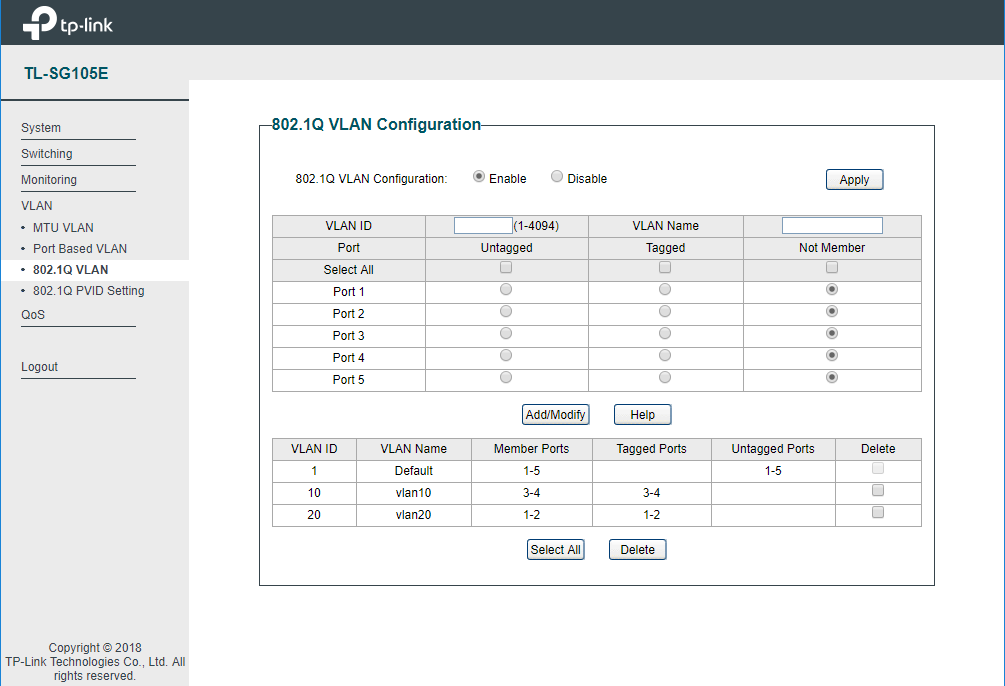 tp-link
TL-SG105E
System
Switching
Monitoring
VLAN
• MTU VLAN
• Port Based VLAN
• 802.1Q VLAN
• 802.1Q PVID Setting
QoS
Logout
Copyright © 2018
TP-Link Technologies Co., Ltd. All
rights reserved.
802.1Q VLAN Configuration
802.1Q VLAN Configuration: Enable Disable Apply
VLAN ID (1-4094) VLAN Name
Port Untagged Tagged Not Member
Select All
Port 1
Port 2
Port 3
Port 4
Port 5
Add/Modify Help
VLAN ID VLAN Name Member Ports Tagged Ports Untagged Ports Delete
1 Default 1-5 1-5
10 vlan10 3-4 3-4
20 vlan20 1-2 1-2
Select All Delete